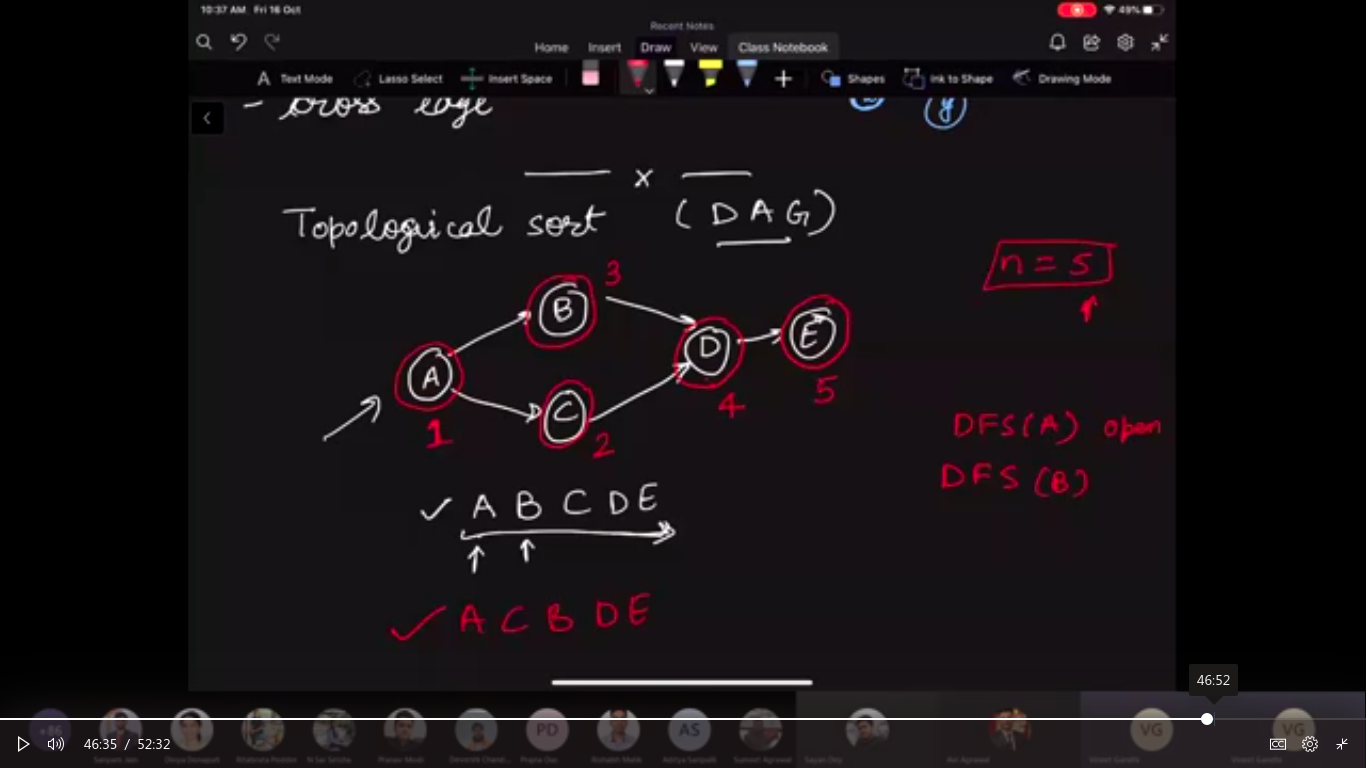 10:37 AM Fri 16 Oct
49%
Recent Notes
Home Insert Draw View Class Notebook
Text Mode Lasso Select Insert Space Shapes Ink to Shape Drawing Mode
- cross edge
y
x
Topological sort (DAG)
n = 5
B 3
D 4
E 5
A 1
C 2
DFS(A) open
DFS (B)
A B C D E
A C B D E
46:52
PD
AS
VG
VG
46:35 / 52:32
CC